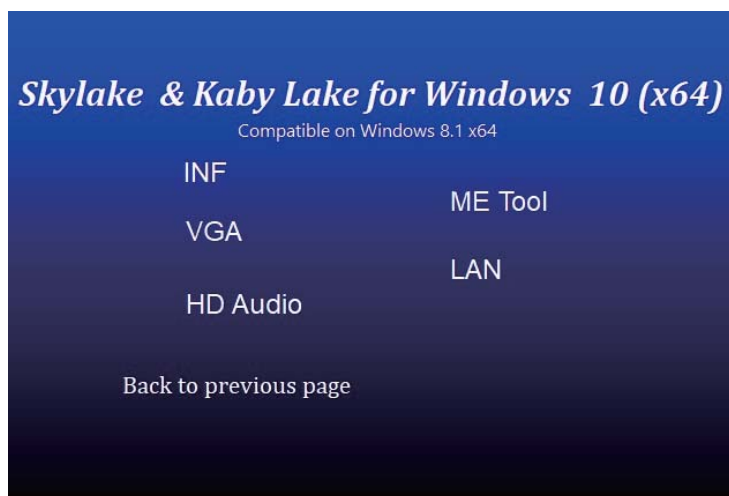 Skylake & Kaby Lake for Windows 10 (x64)
Compatible on Windows 8.1 x64
INF
ME Tool
VGA
LAN
HD Audio
Back to previous page